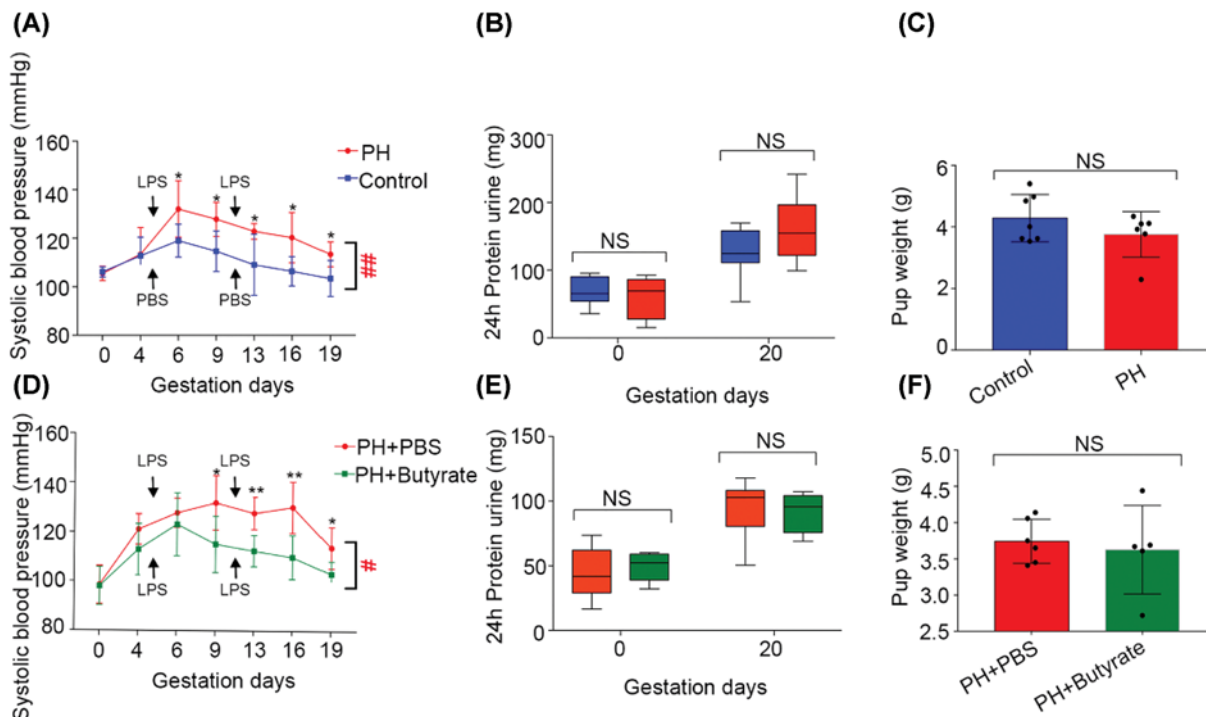 (A)
Systolic blood pressure (mmHg)
160
140
120
100
80
PH
Control
LPS
LPS
*
*
*
*
*
PBS
PBS
##
0 4 6 9 13 16 19
Gestation days
(B)
24h Protein urine (mg)
300
200
100
0
NS
NS
0 20
Gestation days
(C)
Pup weight (g)
6
4
2
0
NS
Control
PH
(D)
Systolic blood pressure (mmHg)
160
140
120
100
80
PH+PBS
PH+Butyrate
LPS
LPS
*
**
**
*
LPS
LPS
#
0 4 6 9 13 16 19
Gestation days
(E)
24h Protein urine (mg)
150
100
50
0
NS
NS
0 20
Gestation days
(F)
Pup weight (g)
5.0
4.5
4.0
3.5
3.0
2.5
NS
PH+PBS
PH+Butyrate